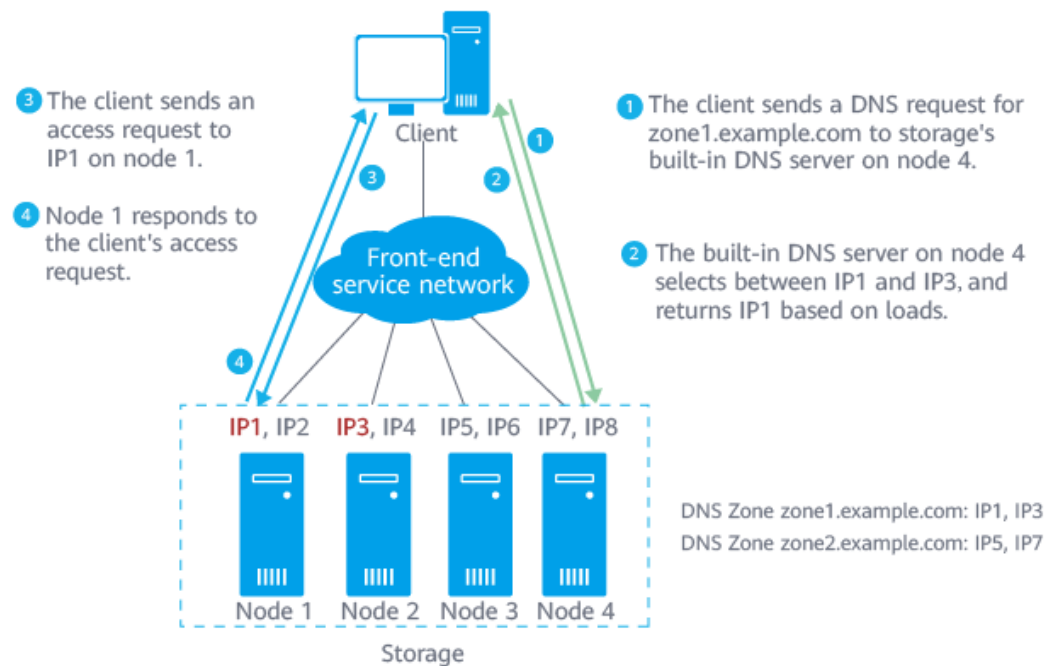 Client
3 The client sends an
access request to
IP1 on node 1.
4 Node 1 responds to
the client's access
request.
1
2
3
4
1 The client sends a DNS request for
zone1.example.com to storage's
built-in DNS server on node 4.
2 The built-in DNS server on node 4
selects between IP1 and IP3, and
returns IP1 based on loads.
Front-end
service network
IP1, IP2 IP3, IP4 IP5, IP6 IP7, IP8
Node 1 Node 2 Node 3 Node 4
Storage
DNS Zone zone1.example.com: IP1, IP3
DNS Zone zone2.example.com: IP5, IP7